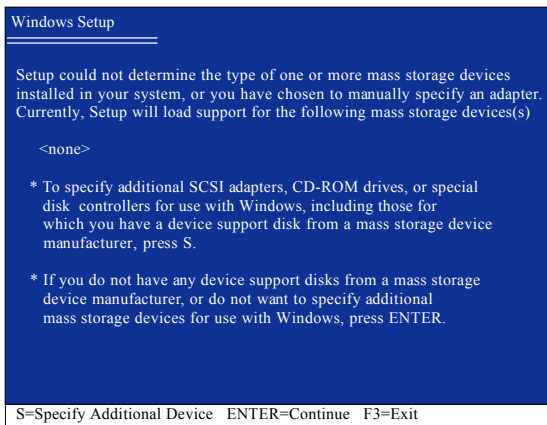 Windows Setup
Setup could not determine the type of one or more mass storage devices
installed in your system, or you have chosen to manually specify an adapter.
Currently, Setup will load support for the following mass storage devices(s)
<none>
* To specify additional SCSI adapters, CD-ROM drives, or special
disk controllers for use with Windows, including those for
which you have a device support disk from a mass storage device
manufacturer, press S.
* If you do not have any device support disks from a mass storage
device manufacturer, or do not want to specify additional
mass storage devices for use with Windows, press ENTER.
S=Specify Additional Device ENTER=Continue F3=Exit